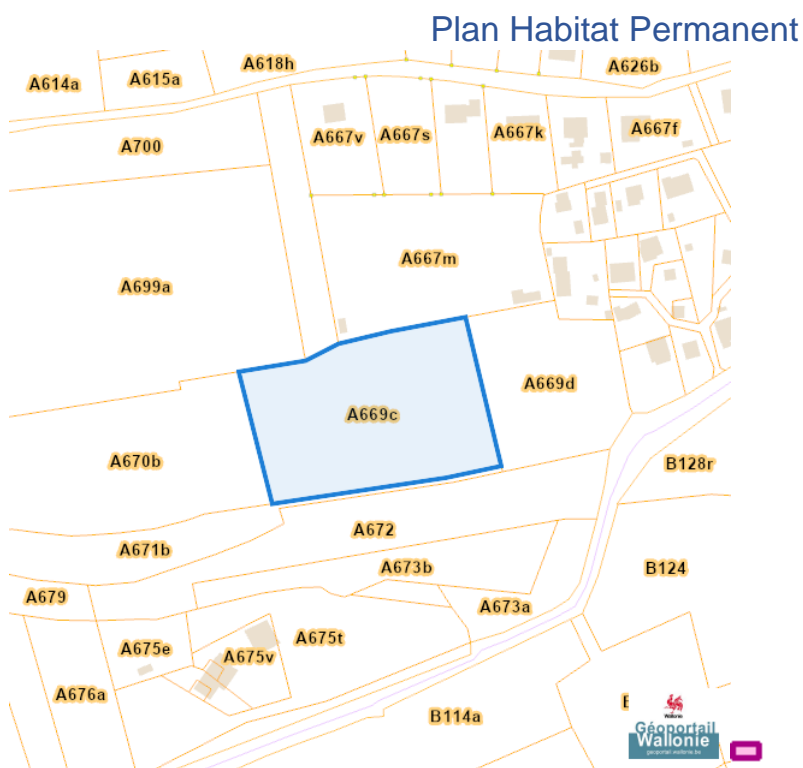 Plan Habitat Permanent
A618h
A626b
A614a
A615a
A667v
A667s
A667k
A667f
A700
A667m
A699a
A669d
A669c
A670b
B128r
A672
A671b
A673b
B124
A679
A673a
A675t
A675e
A675v
A676a
B114a
Wallonie
Géoportail
Wallonie
geoportail.wallonie.be